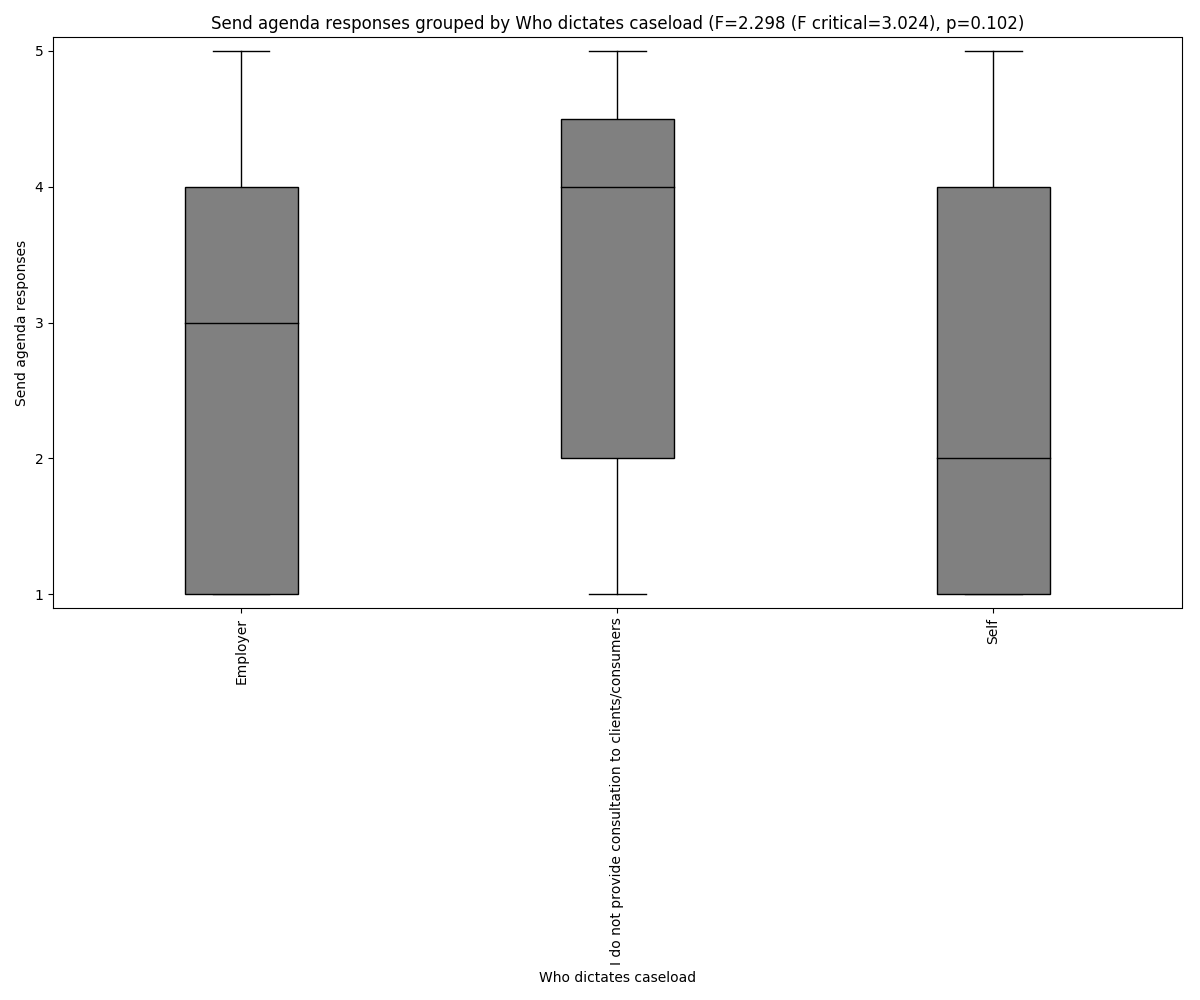 Send agenda responses grouped by Who dictates caseload (F=2.298 (F critical=3.024), p=0.102)
Send agenda responses
5
4
3
2
1
Employer
I do not provide consultation to clients/consumers
Self
Who dictates caseload